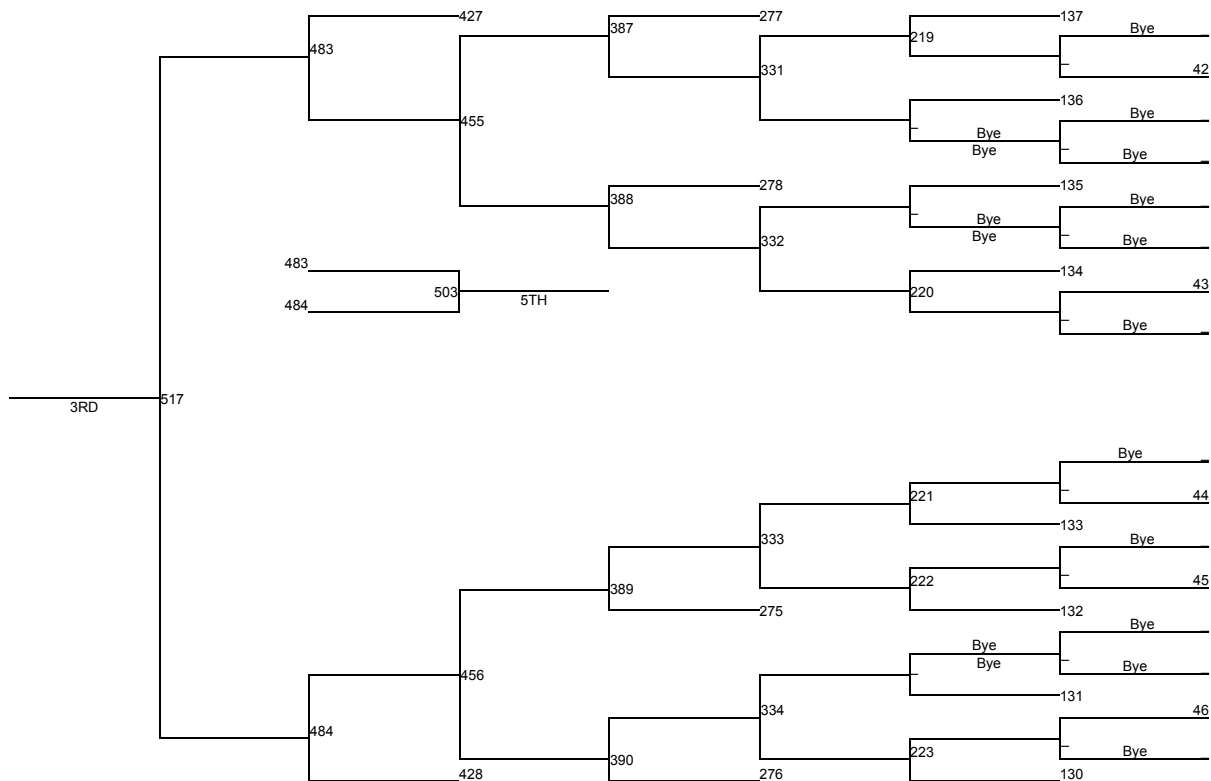 427 277 137
387 Bye
219
483
331 42
136
455 Bye
Bye
Bye Bye
278 135
388 Bye
Bye
332 Bye Bye
483 134
503 220 43
484 5TH
Bye
517
3RD
Bye
221
44
133
333 Bye
222 45
389
275 132
Bye
Bye
456 Bye Bye
131
334 46
484
223
390 Bye
428 276 130